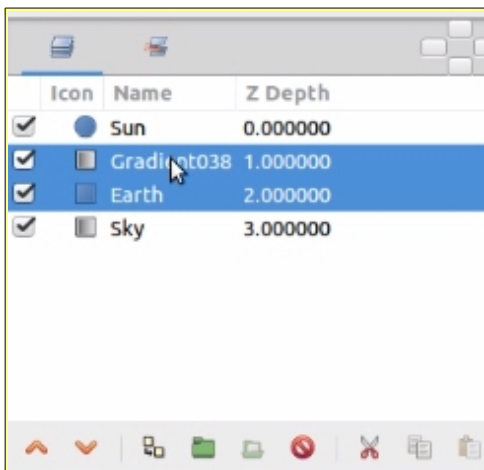 Icon Name Z Depth
Sun 0.000000
Gradient038 1.000000
Earth 2.000000
Sky 3.000000